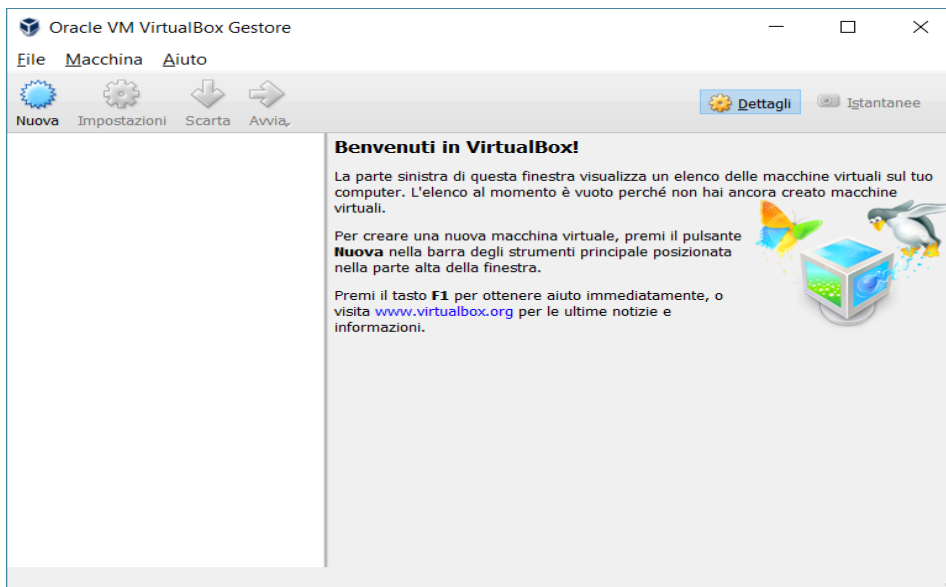 Oracle VM VirtualBox Gestore
File Macchina Aiuto
Nuova Impostazioni Scarta Avvia
Dettagli Istantanee
Benvenuti in VirtualBox!
La parte sinistra di questa finestra visualizza un elenco delle macchine virtuali sul tuo
computer. L'elenco al momento è vuoto perché non hai ancora creato macchine
virtuali.
Per creare una nuova macchina virtuale, premi il pulsante
Nuova nella barra degli strumenti principale posizionata
nella parte alta della finestra.
Premi il tasto F1 per ottenere aiuto immediatamente, o
visita www.virtualbox.org per le ultime notizie e
informazioni.